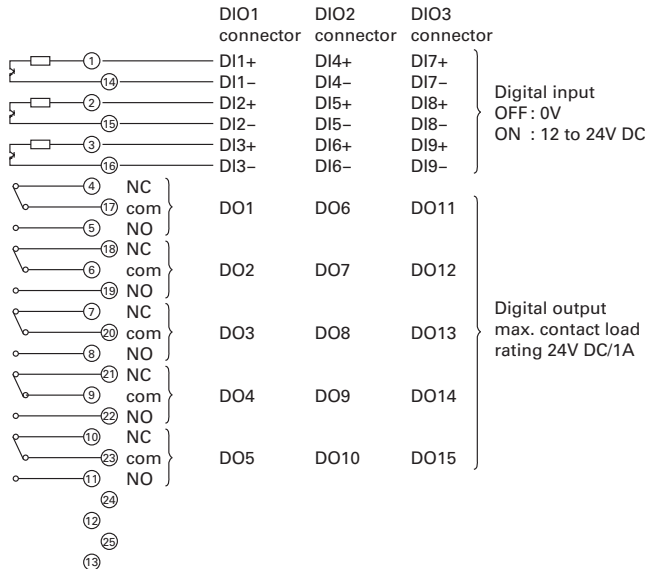 DIO1 DIO2 DIO3
connector connector connector
1 DI1+ DI4+ DI7+
14 DI1– DI4– DI7–
2 DI2+ DI5+ DI8+
15 DI2– DI5– DI8–
3 DI3+ DI6+ DI9+
16 DI3– DI6– DI9–
Digital input
OFF : 0V
ON : 12 to 24V DC
4 NC
17 com DO1 DO6 DO11
5 NO
18 NC
6 com DO2 DO7 DO12
19 NO
7 NC
20 com DO3 DO8 DO13
8 NO
21 NC
9 com DO4 DO9 DO14
22 NO
10 NC
23 com DO5 DO10 DO15
11 NO
Digital output
max. contact load
rating 24V DC/1A
24
12
25
13